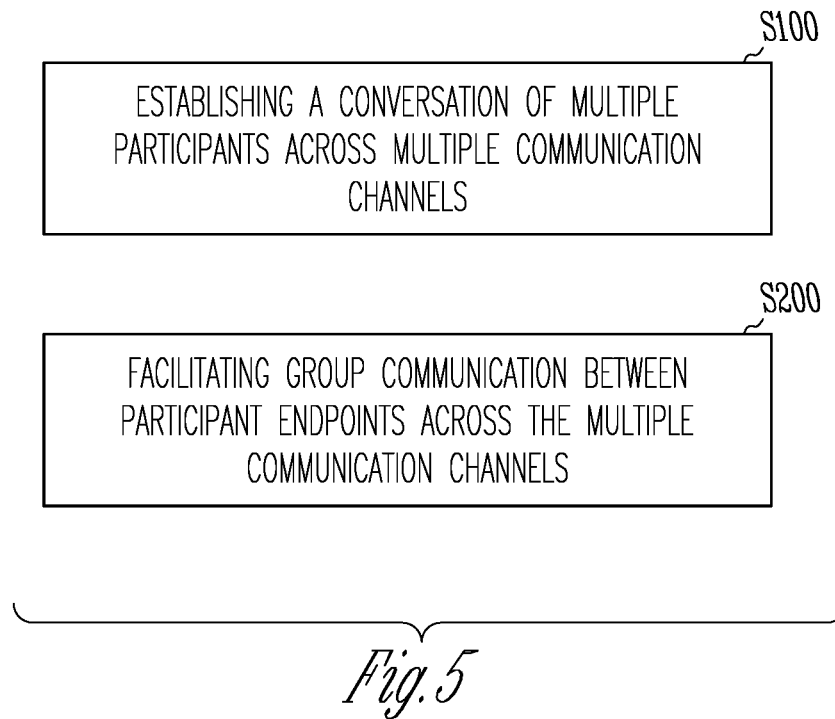 S100
ESTABLISHING A CONVERSATION OF MULTIPLE
PARTICIPANTS ACROSS MULTIPLE COMMUNICATION
CHANNELS
S200
FACILITATING GROUP COMMUNICATION BETWEEN
PARTICIPANT ENDPOINTS ACROSS THE MULTIPLE
COMMUNICATION CHANNELS
Fig. 5